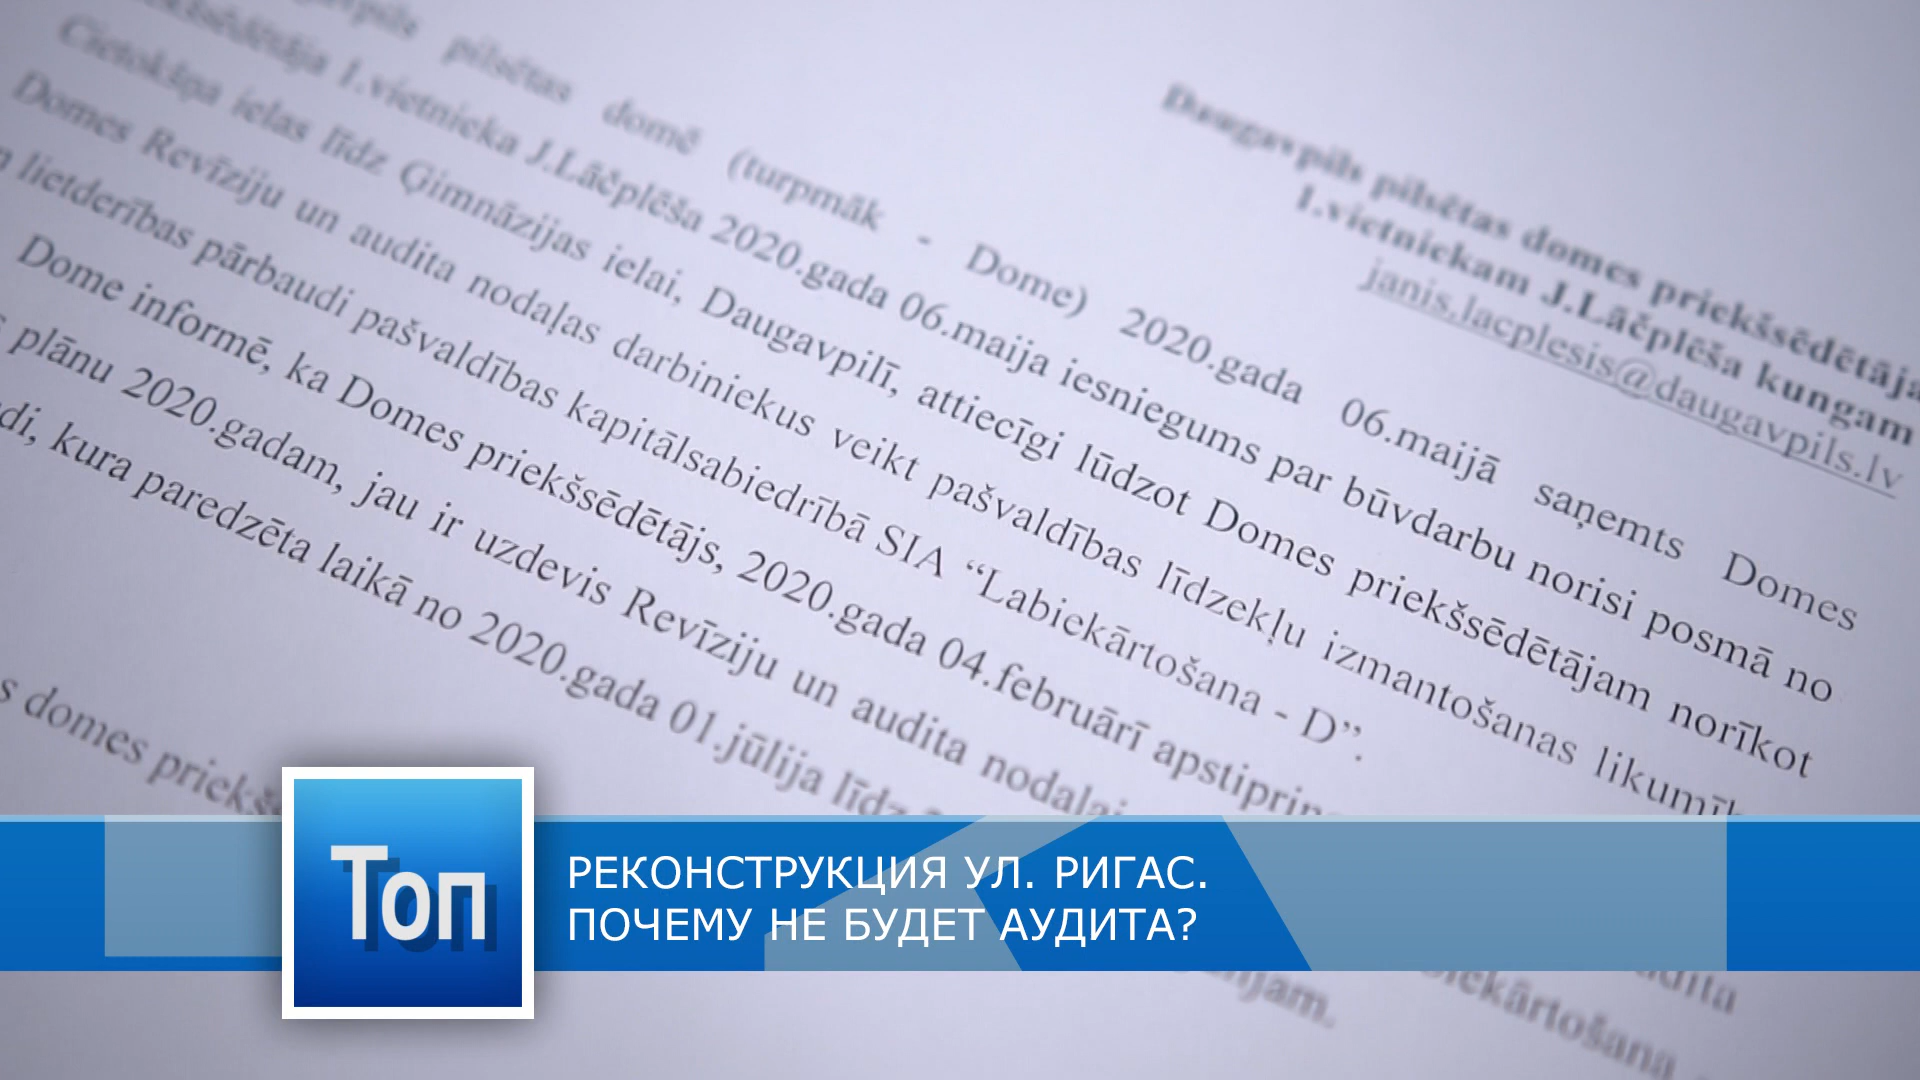 Daugavpils pilsētas domes priekšsēdētāja
1.vietniekam J.Lāčplēša kungam
janis.lacplesis@daugavpils.lv
pilsētas domē (turpmāk - Dome) 2020.gada 06.maijā saņemts Domes
1.vietnieka J.Lāčplēša 2020.gada 06.maija iesniegums par būvdarbu norisi posmā no
Cietokšņa ielas līdz Ģimnāzijas ielai, Daugavpilī, attiecīgi lūdzot Domes priekšsēdētājam norīkot
Domes Revīziju un audita nodaļas darbiniekus veikt pašvaldības līdzekļu izmantošanas
lietderības pārbaudi pašvaldības kapitālsabiedrībā SIA “Labiekārtošana - D”.
Dome informē, ka Domes priekšsēdētājs, 2020.gada 04.februārī
plānu 2020.gadam, jau ir uzdevis Revīziju un audita nodaļai
kura paredzēta laikā no 2020.gada 01.jūlija līdz
s domes
Топ
РЕКОНСТРУКЦИЯ УЛ. РИГАС.
ПОЧЕМУ НЕ БУДЕТ АУДИТА?